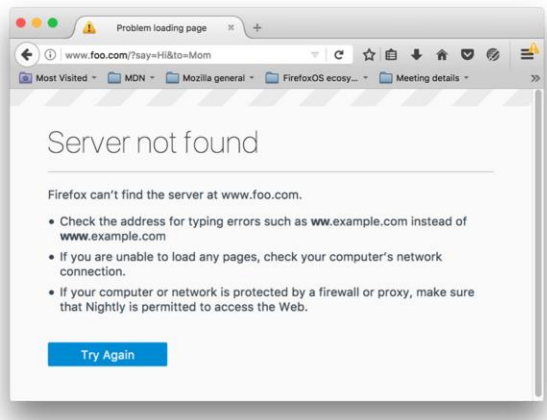 Problem loading page
www.foo.com/?say=Hi&to=Mom
Most Visited MDN Mozilla general FirefoxOS ecosy... Meeting details
Server not found
Firefox can't find the server at www.foo.com.
• Check the address for typing errors such as ww.example.com instead of
www.example.com
• If you are unable to load any pages, check your computer's network
connection.
• If your computer or network is protected by a firewall or proxy, make sure
that Nightly is permitted to access the Web.
Try Again